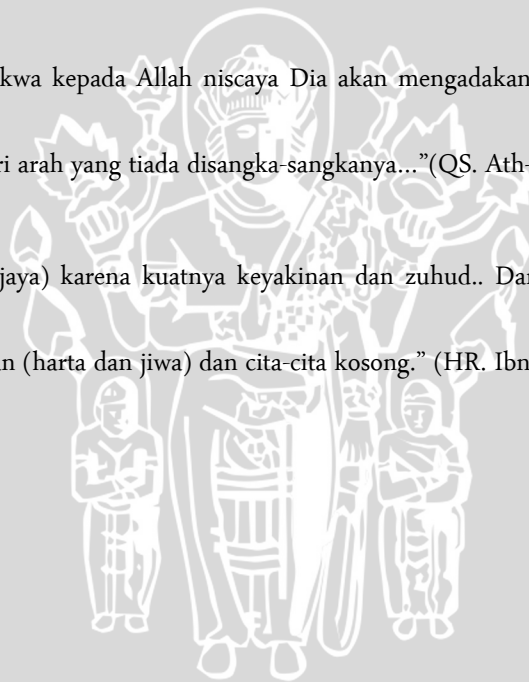 kwa kepada Allah niscaya Dia akan mengadakan
ri arah yang tiada disangka-sangkanya...”(QS. Ath-
jaya) karena kuatnya keyakinan dan zuhud.. Dar
n (harta dan jiwa) dan cita-cita kosong.” (HR. Ibn